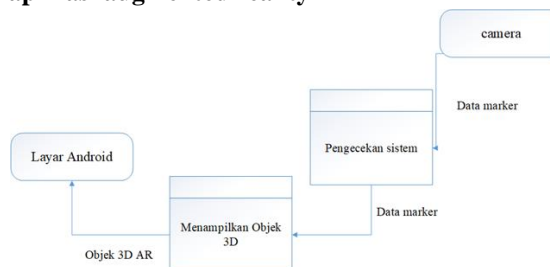 camera
Data marker
Pengecekan sistem
Layar Android
Data marker
Menampilkan Objek
3D
Objek 3D AR